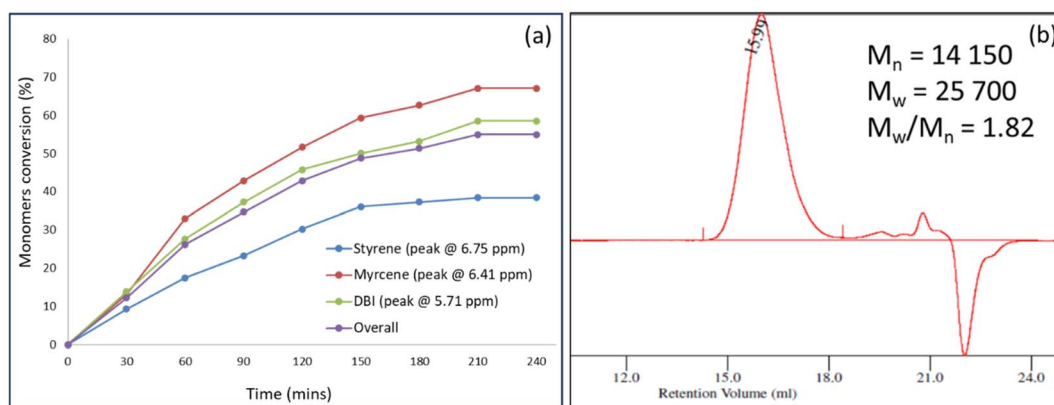 (a)
80
70
60
50
40
30
20
10
0
Monomers conversion (%)
Styrene (peak @ 6.75 ppm)
Myrcene (peak @ 6.41 ppm)
DBI (peak @ 5.71 ppm)
Overall
0 30 60 90 120 150 180 210 240
Time (mins)
(b)
15.99
Mn = 14 150
Mw = 25 700
Mw/Mn = 1.82
12.0 15.0 18.0 21.0 24.0
Retention Volume (ml)